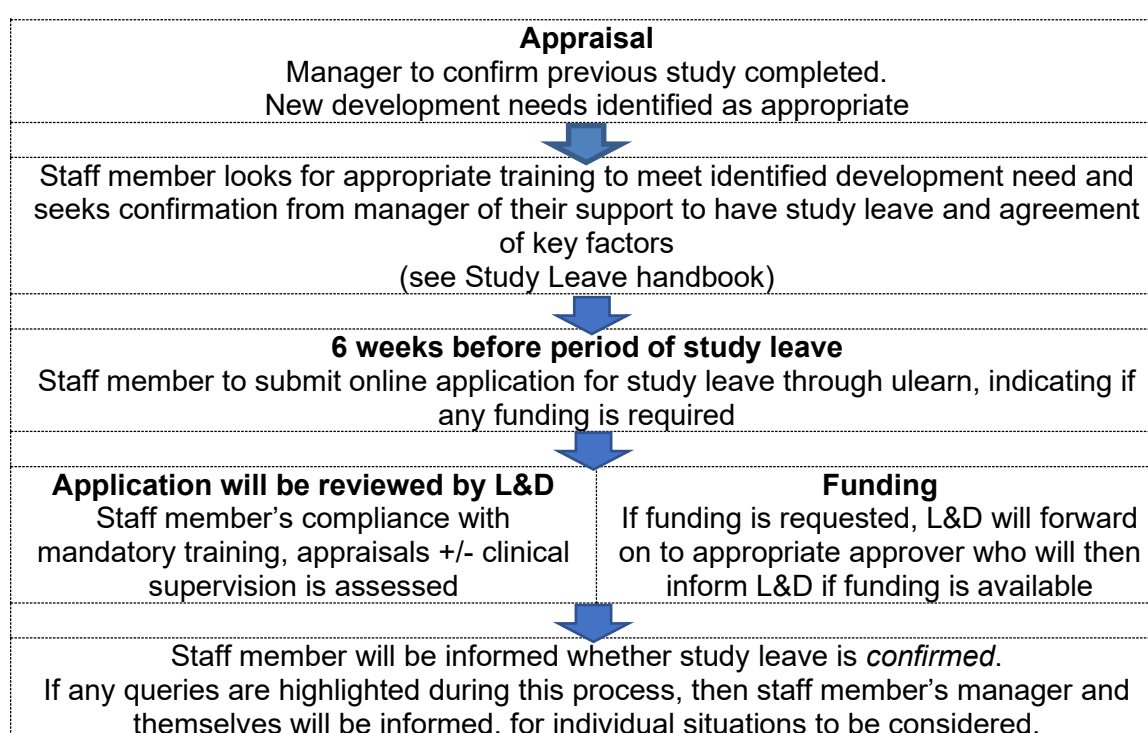 Appraisal
Manager to confirm previous study completed.
New development needs identified as appropriate
Staff member looks for appropriate training to meet identified development need and
seeks confirmation from manager of their support to have study leave and agreement
of key factors
(see Study Leave handbook)
6 weeks before period of study leave
Staff member to submit online application for study leave through ulearn, indicating if
any funding is required
Application will be reviewed by L&D
Staff member’s compliance with
mandatory training, appraisals +/- clinical
supervision is assessed
Funding
If funding is requested, L&D will forward
on to appropriate approver who will then
inform L&D if funding is available
Staff member will be informed whether study leave is confirmed.
If any queries are highlighted during this process, then staff member’s manager and
themselves will be informed, for individual situations to be considered.